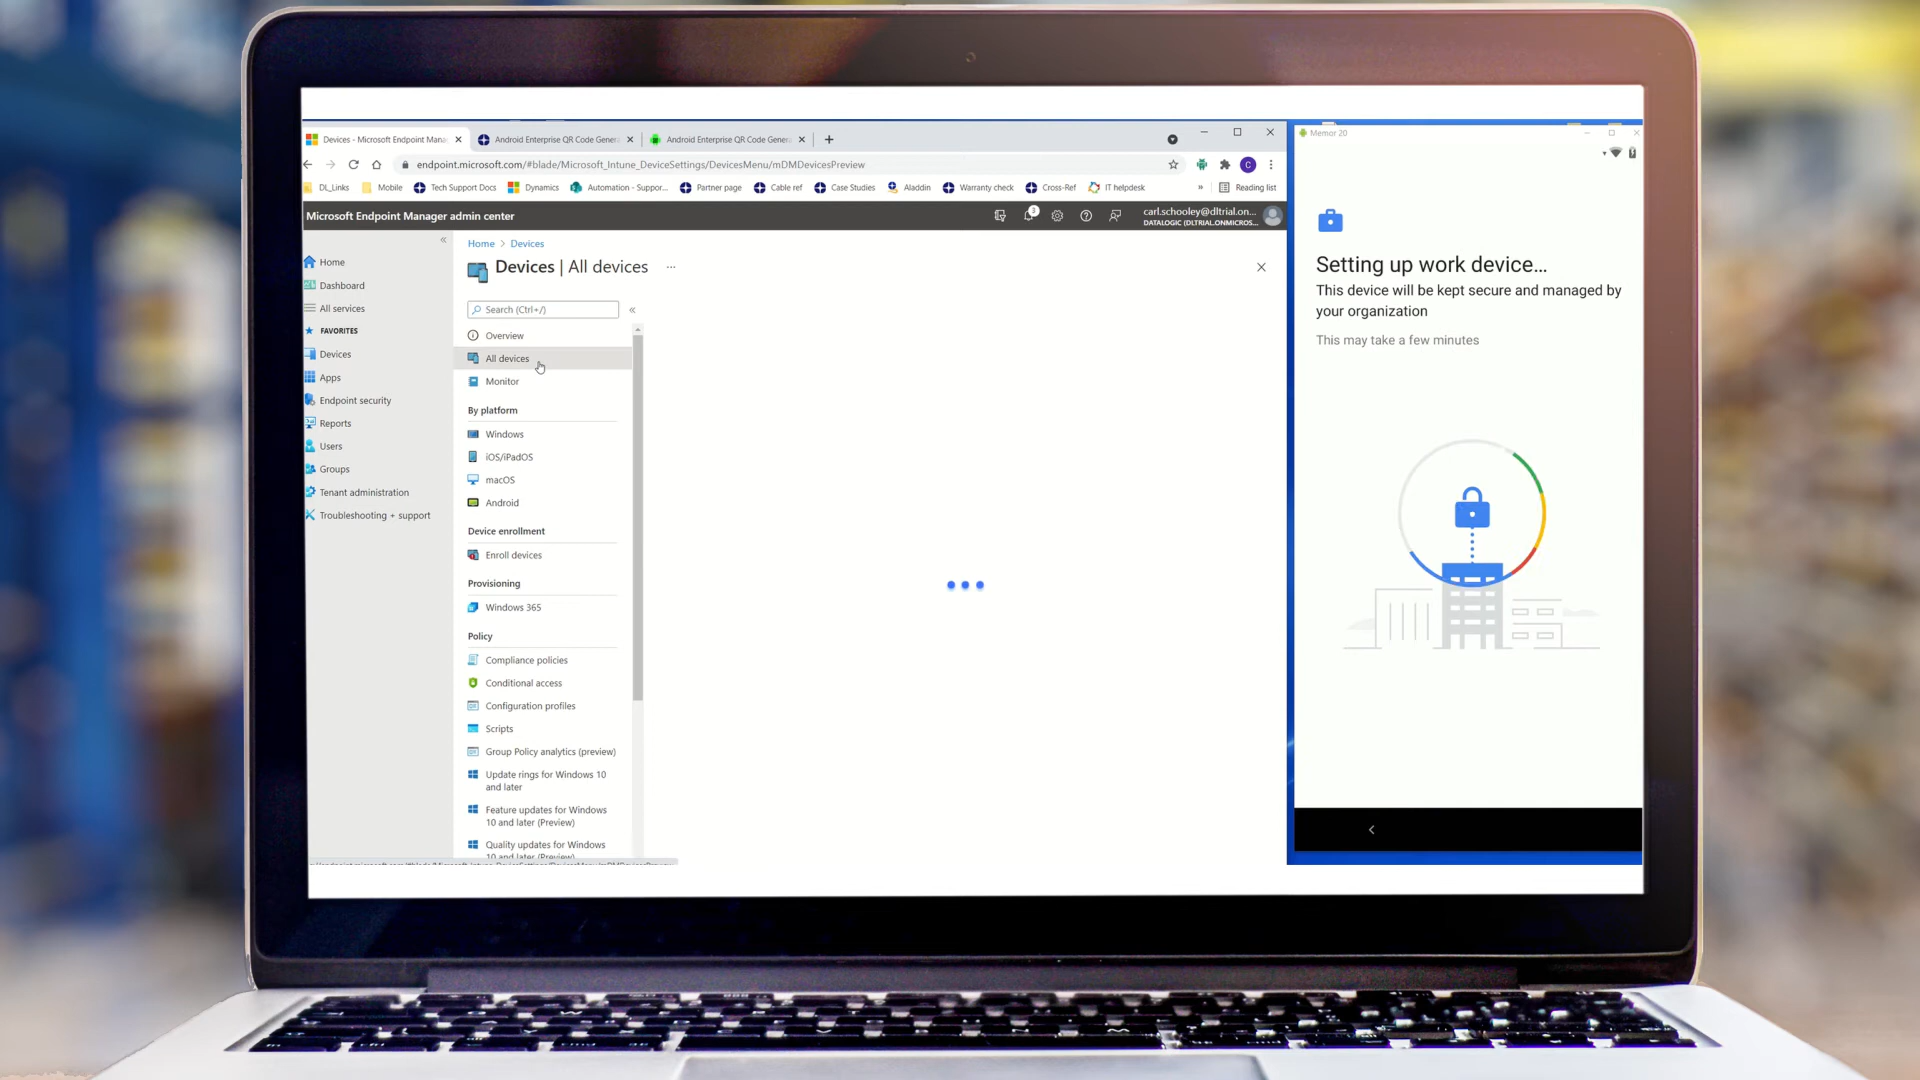 Devices - Microsoft Endpoint Mana
Android Enterprise QR Code Gener
Android Enterprise QR Code Gener
endpoint.microsoft.com/#blade/Microsoft_Intune_DeviceSettings/DevicesMenu/mDMDevicesPreview
DL_Links
Mobile
Tech Support Docs
Dynamics
Automation - Suppor...
Partner page
Cable ref
Case Studies
Aladdin
Warranty check
Cross-Ref
IT helpdesk
»
Reading list
Microsoft Endpoint Manager admin center
carl.schooley@dltrial.on...
DATALOGIC (DLTRIAL.ONMICROS...
C
«
Home
Dashboard
All services
FAVORITES
Devices
Apps
Endpoint security
Reports
Users
Groups
Tenant administration
Troubleshooting + support
Home > Devices
Devices | All devices ...
Search (Ctrl+/)
«
Overview
All devices
Monitor
By platform
Windows
iOS/iPadOS
macOS
Android
Device enrollment
Enroll devices
Provisioning
Windows 365
Policy
Compliance policies
Conditional access
Configuration profiles
Scripts
Group Policy analytics (preview)
Update rings for Windows 10
and later
Feature updates for Windows
10 and later (Preview)
Quality updates for Windows
10 and later (Preview)
Memor 20
Setting up work device...
This device will be kept secure and managed by
your organization
This may take a few minutes